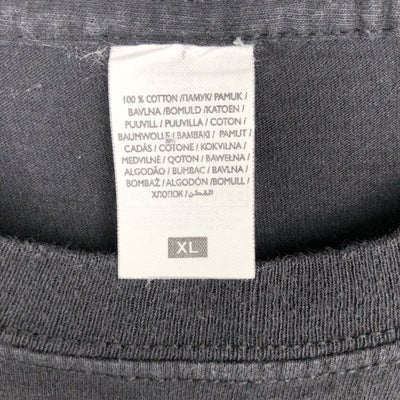 100 % COTTON /ПАМУК/ PAMUK /
BAVLNA /BOMULD /KATOEN /
PUUVILL / PUUVILLA / COTON /
BAUMWOLLE / ΒΑΜΒΑΚΙ / PAMUT /
CADÁS / COTONE / KOKVILNA /
MEDVILNĖ / QOTON / BAWEŁNA /
ALGODÃO / BUMBAC / BAVLNA /
BOMBAŽ / ALGODÓN /BOMULL /
ХЛОПОК / القطن /
XL